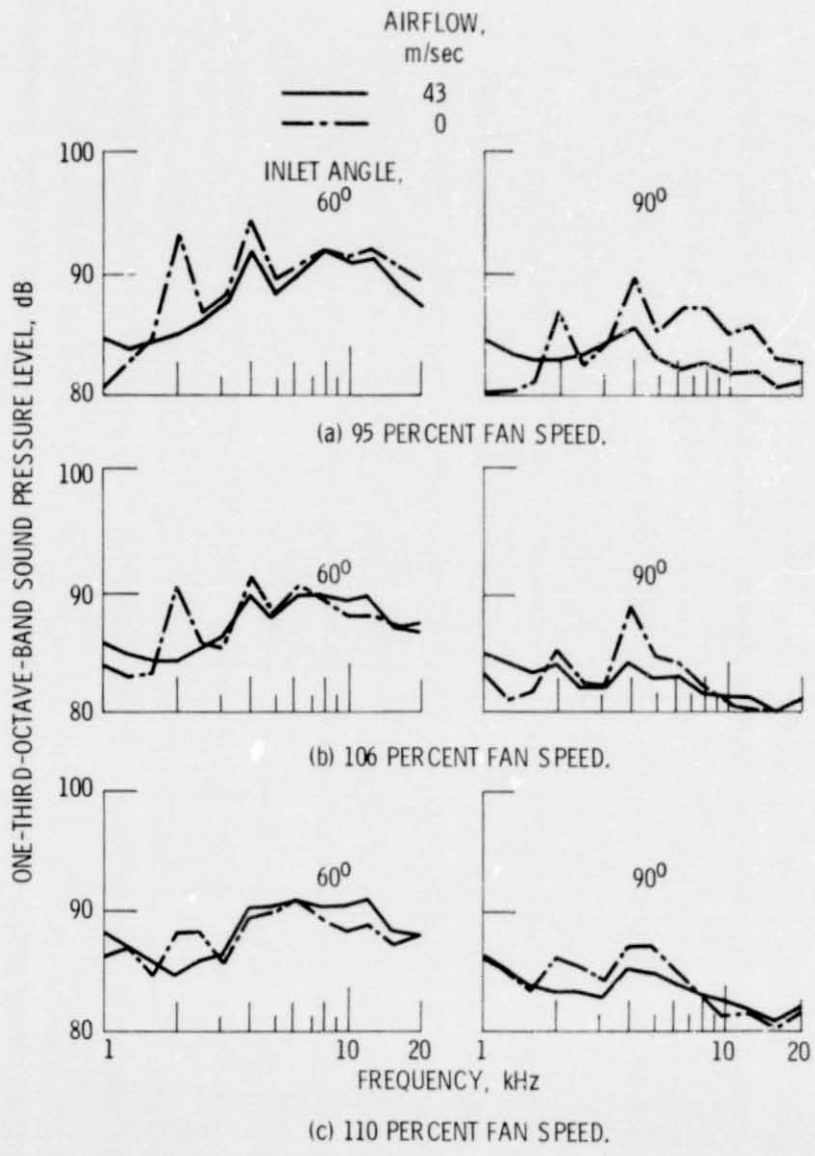 AIRFLOW,
m/sec
43
0
ONE-THIRD-OCTAVE-BAND SOUND PRESSURE LEVEL, dB
100
90
80
INLET ANGLE,
60⁰
90⁰
(a) 95 PERCENT FAN SPEED.
100
90
80
60⁰
90⁰
(b) 106 PERCENT FAN SPEED.
100
90
80
60⁰
90⁰
1
10
20
1
10
20
FREQUENCY, kHz
(c) 110 PERCENT FAN SPEED.